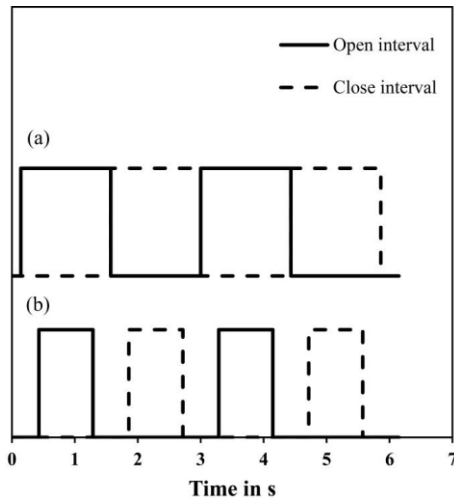 Open interval
Close interval
(a)
(b)
0 1 2 3 4 5 6 7
Time in s